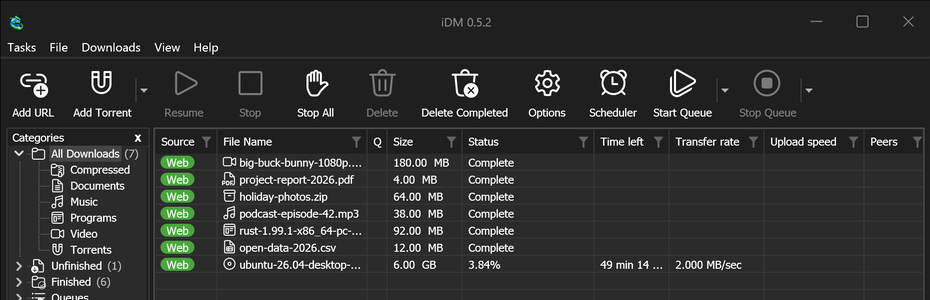 iDM 0.5.2
Tasks File Downloads View Help
Add URL Add Torrent Resume Stop Stop All Delete Delete Completed Options Scheduler Start Queue Stop Queue
Categories x
All Downloads (7)
Compressed
Documents
Music
Programs
Video
Torrents
Unfinished (1)
Finished (6)
Queues
Source File Name Q Size Status Time left Transfer rate Upload speed Peers
Web big-buck-bunny-1080p.... 180.00 MB Complete
Web project-report-2026.pdf 4.00 MB Complete
Web holiday-photos.zip 64.00 MB Complete
Web podcast-episode-42.mp3 38.00 MB Complete
Web rust-1.99.1-x86_64-pc-... 92.00 MB Complete
Web open-data-2026.csv 12.00 MB Complete
Web ubuntu-26.04-desktop-... 6.00 GB 3.84% 49 min 14 ... 2.000 MB/sec